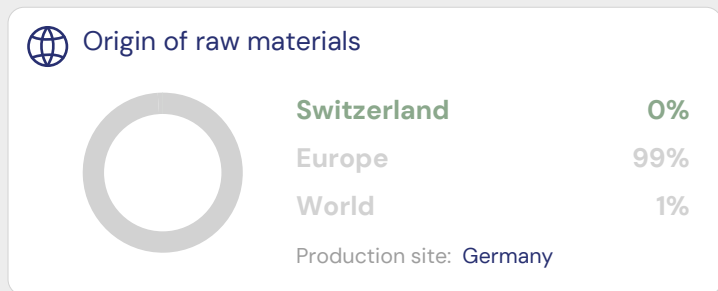 Origin of raw materials
Switzerland 0%
Europe 99%
World 1%
Production site: Germany